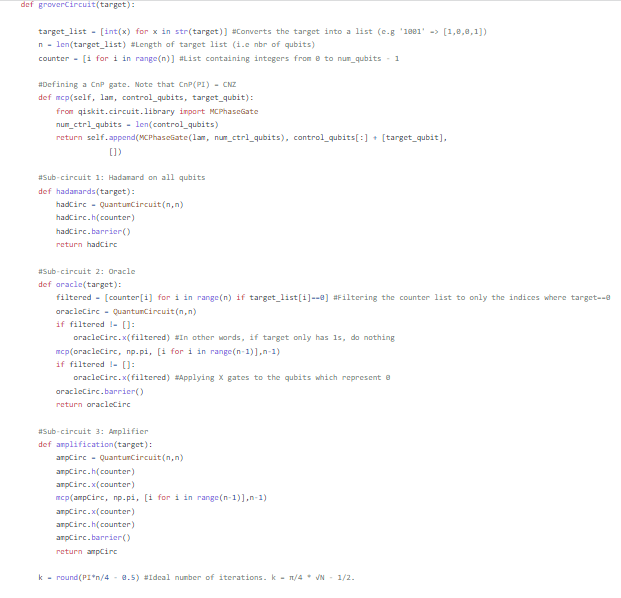 def groverCircuit(target):
target_list = [int(x) for x in str(target)] #Converts the target into a list (e.g '1001' => [1,0,0,1])
n = len(target_list) #Length of target list (i.e nbr of qubits)
counter = [i for i in range(n)] #List containing integers from 0 to num_qubits - 1
#Defining a CnP gate. Note that CnP(PI) = CNZ
def mcp(self, lam, control_qubits, target_qubit):
from qiskit.circuit.library import MCPhaseGate
num_ctrl_qubits = len(control_qubits)
return self.append(MCPhaseGate(lam, num_ctrl_qubits), control_qubits[:] + [target_qubit],
[])
#Sub-circuit 1: Hadamard on all qubits
def hadamards(target):
hadCirc = QuantumCircuit(n,n)
hadCirc.h(counter)
hadCirc.barrier()
return hadCirc
#Sub-circuit 2: Oracle
def oracle(target):
filtered = [counter[i] for i in range(n) if target_list[i]==0] #Filtering the counter list to only the indices where target==0
oracleCirc = QuantumCircuit(n,n)
if filtered != []:
oracleCirc.x(filtered) #In other words, if target only has 1s, do nothing
mcp(oracleCirc, np.pi, [i for i in range(n-1)],n-1)
if filtered != []:
oracleCirc.x(filtered) #Applying X gates to the qubits which represent 0
oracleCirc.barrier()
return oracleCirc
#Sub-circuit 3: Amplifier
def amplification(target):
ampCirc = QuantumCircuit(n,n)
ampCirc.h(counter)
ampCirc.x(counter)
mcp(ampCirc, np.pi, [i for i in range(n-1)],n-1)
ampCirc.x(counter)
ampCirc.h(counter)
ampCirc.barrier()
return ampCirc
k = round(PI*n/4 - 0.5) #Ideal number of iterations. k = π/4 * √N - 1/2.